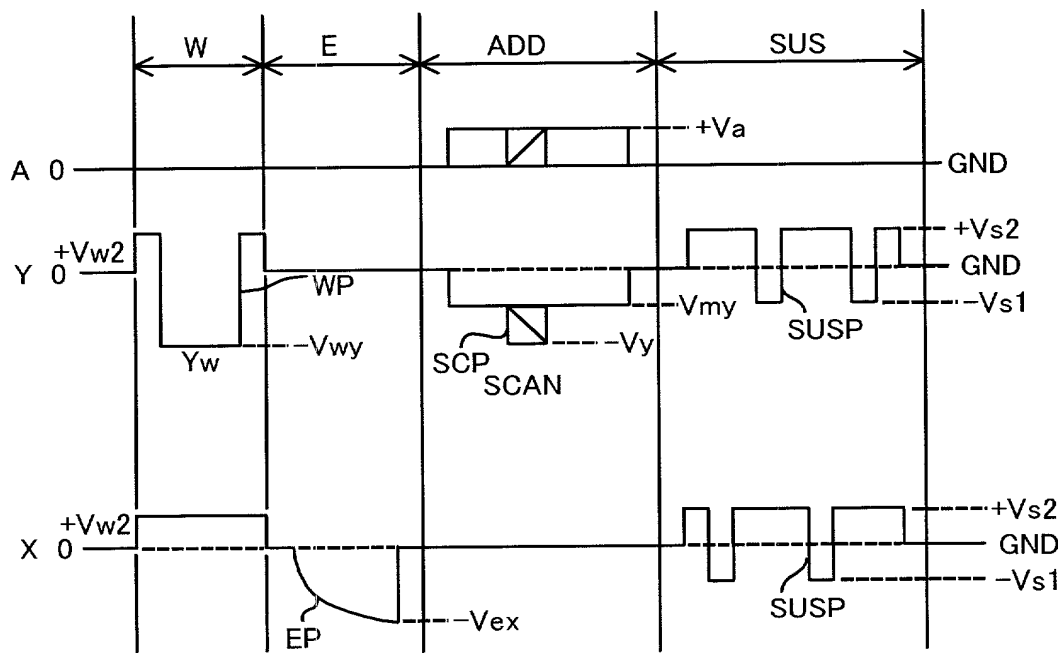 W E ADD SUS
+Va
A 0 GND
+Vw2 +Vs2
Y 0 GND
WP Vmy -Vs1
Yw -Vwy SCP -Vy SUSP
SCAN
+Vw2 +Vs2
X 0 GND
SUSP -Vs1
EP -Vex